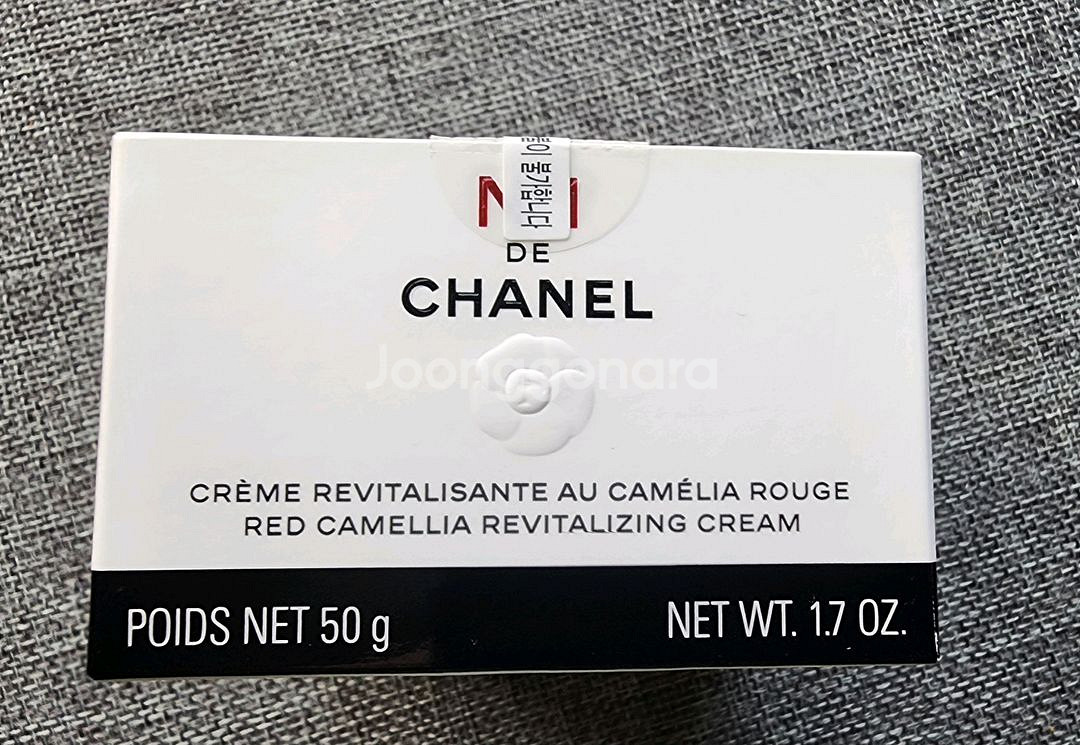 DE
CHANEL
Joonggonara
CRÈME REVITALISANTE AU CAMÉLIA ROUGE
RED CAMELLIA REVITALIZING CREAM
POIDS NET 50 g
NET WT. 1.7 OZ.